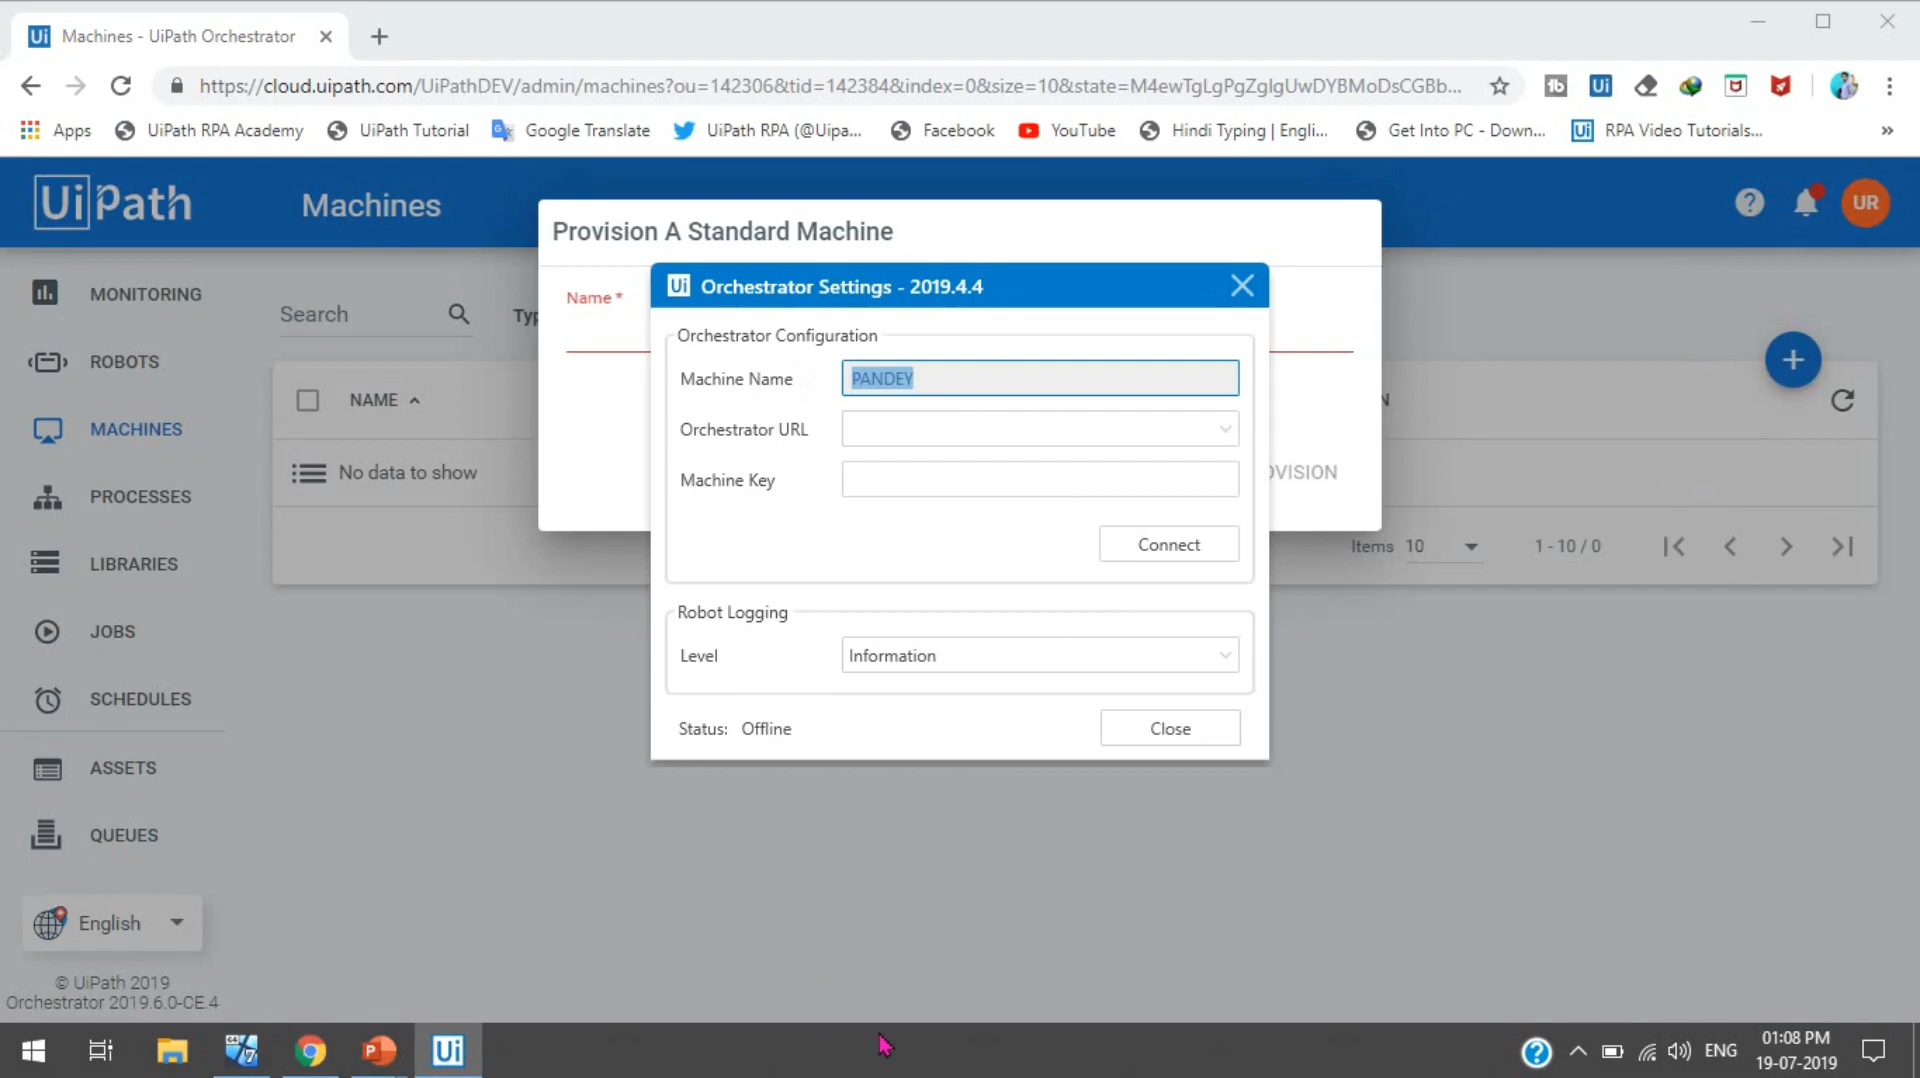 Machines - UiPath Orchestrator
https://cloud.uipath.com/UiPathDEV/admin/machines?ou=142306&tid=142384&index=0&size=10&state=M4ewTgLgPgZglgUwDYBMoDsCGBb...
Apps UiPath RPA Academy UiPath Tutorial Google Translate UiPath RPA (@Uipa... Facebook YouTube Hindi Typing | Engli... Get Into PC - Down... RPA Video Tutorials... »
UiPath Machines UR
Provision A Standard Machine
Name *
Orchestrator Settings - 2019.4.4
Orchestrator Configuration
Machine Name PANDEY
Orchestrator URL
Machine Key
Connect
Robot Logging
Level Information
Status: Offline Close
OVISION
MONITORING
ROBOTS
MACHINES
PROCESSES
LIBRARIES
JOBS
SCHEDULES
ASSETS
QUEUES
English
© UiPath 2019
Orchestrator 2019.6.0-CE.4
Search Typ
NAME N
No data to show
Items 10 1 - 10 / 0
ENG
01:08 PM
19-07-2019